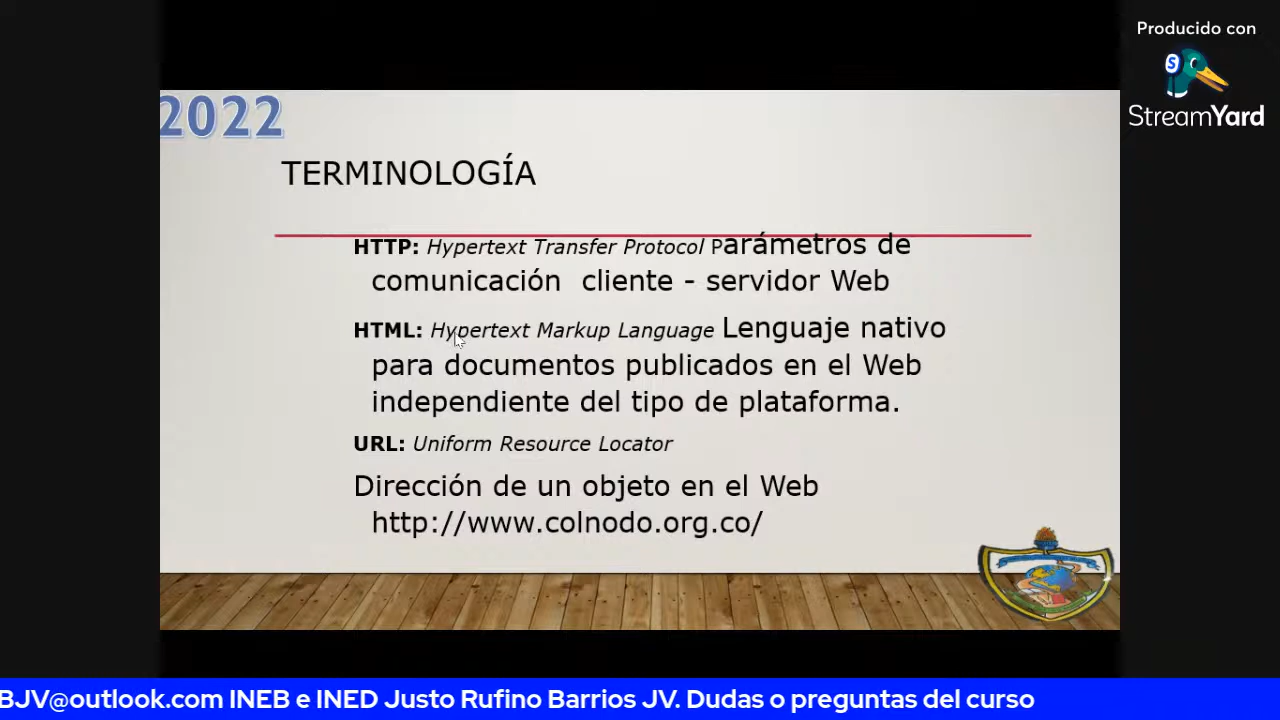 Producido con
StreamYard
2022
TERMINOLOGÍA
HTTP: Hypertext Transfer Protocol Parámetros de
comunicación cliente - servidor Web
HTML: Hypertext Markup Language Lenguaje nativo
para documentos publicados en el Web
independiente del tipo de plataforma.
URL: Uniform Resource Locator
Dirección de un objeto en el Web
http://www.colnodo.org.co/
BJV@outlook.com INEB e INED Justo Rufino Barrios JV. Dudas o preguntas del curso